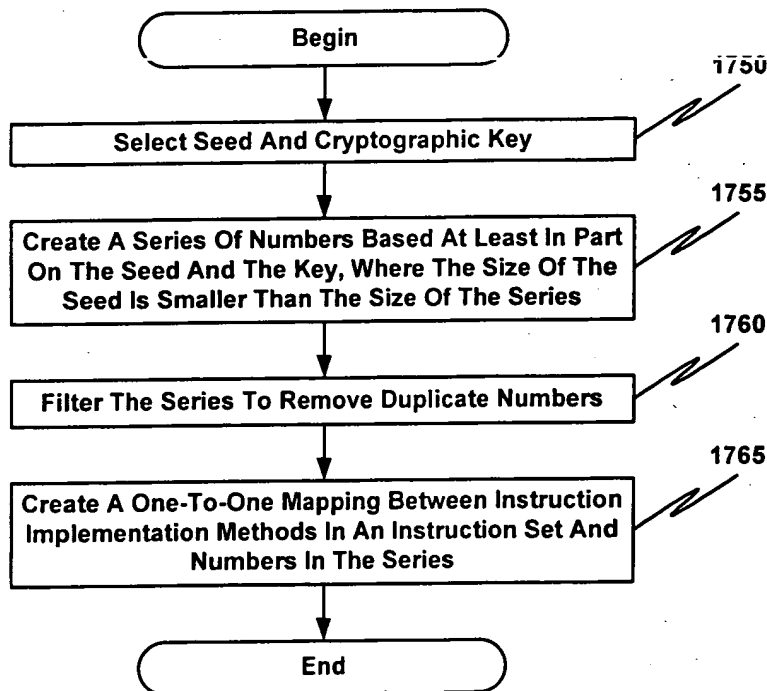 Begin
1750
Select Seed And Cryptographic Key
1755
Create A Series Of Numbers Based At Least In Part
On The Seed And The Key, Where The Size Of The
Seed Is Smaller Than The Size Of The Series
1760
Filter The Series To Remove Duplicate Numbers
1765
Create A One-To-One Mapping Between Instruction
Implementation Methods In An Instruction Set And
Numbers In The Series
End